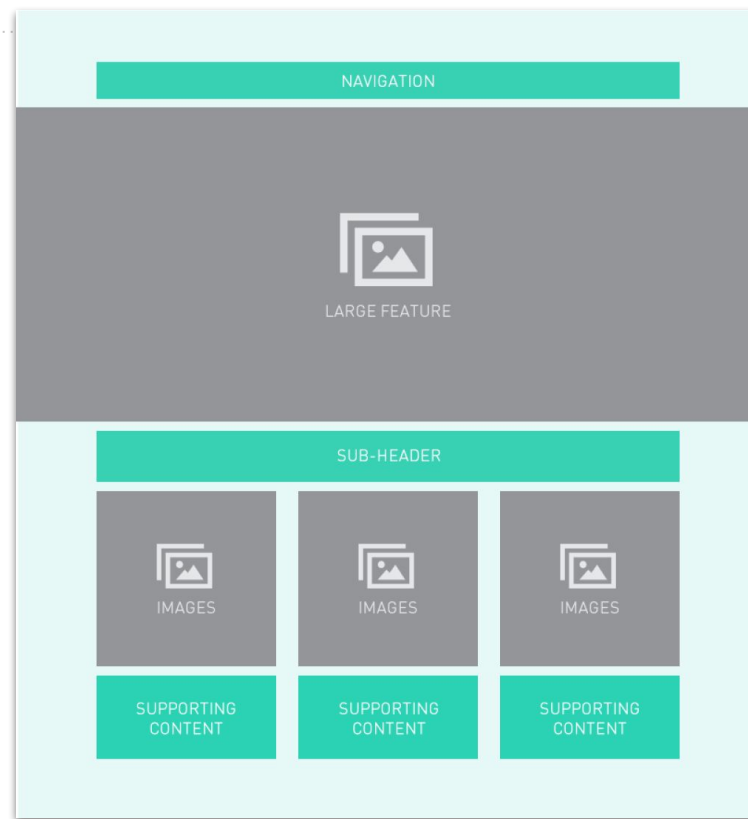 NAVIGATION
LARGE FEATURE
SUB-HEADER
IMAGES
IMAGES
IMAGES
SUPPORTING
CONTENT
SUPPORTING
CONTENT
SUPPORTING
CONTENT